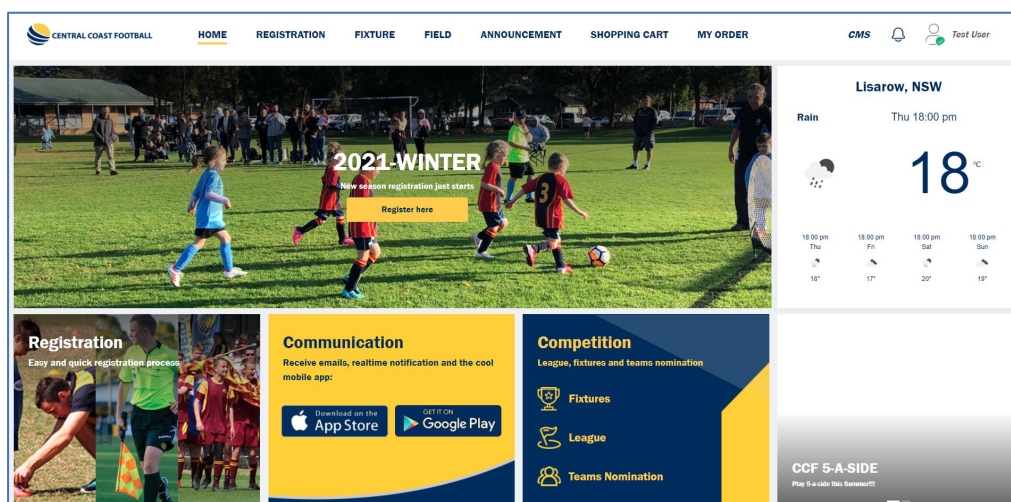 CENTRAL COAST FOOTBALL
HOME
REGISTRATION
FIXTURE
FIELD
ANNOUNCEMENT
SHOPPING CART
MY ORDER
CMS
Test User
2021-WINTER
New season registration just starts
Register here
3
Lisarow, NSW
Rain
Thu 18:00 pm
18 °C
18:00 pm 18:00 pm 18:00 pm 18:00 pm
Thu Fri Sat Sun
18° 17° 20° 19°
Registration
Easy and quick registration process
Communication
Receive emails, realtime notification and the cool
mobile app:
Download on the
App Store
GET IT ON
Google Play
Competition
League, fixtures and teams nomination
Fixtures
League
Teams Nomination
CCF 5-A-SIDE
Play 5-a-side this Summer!!!